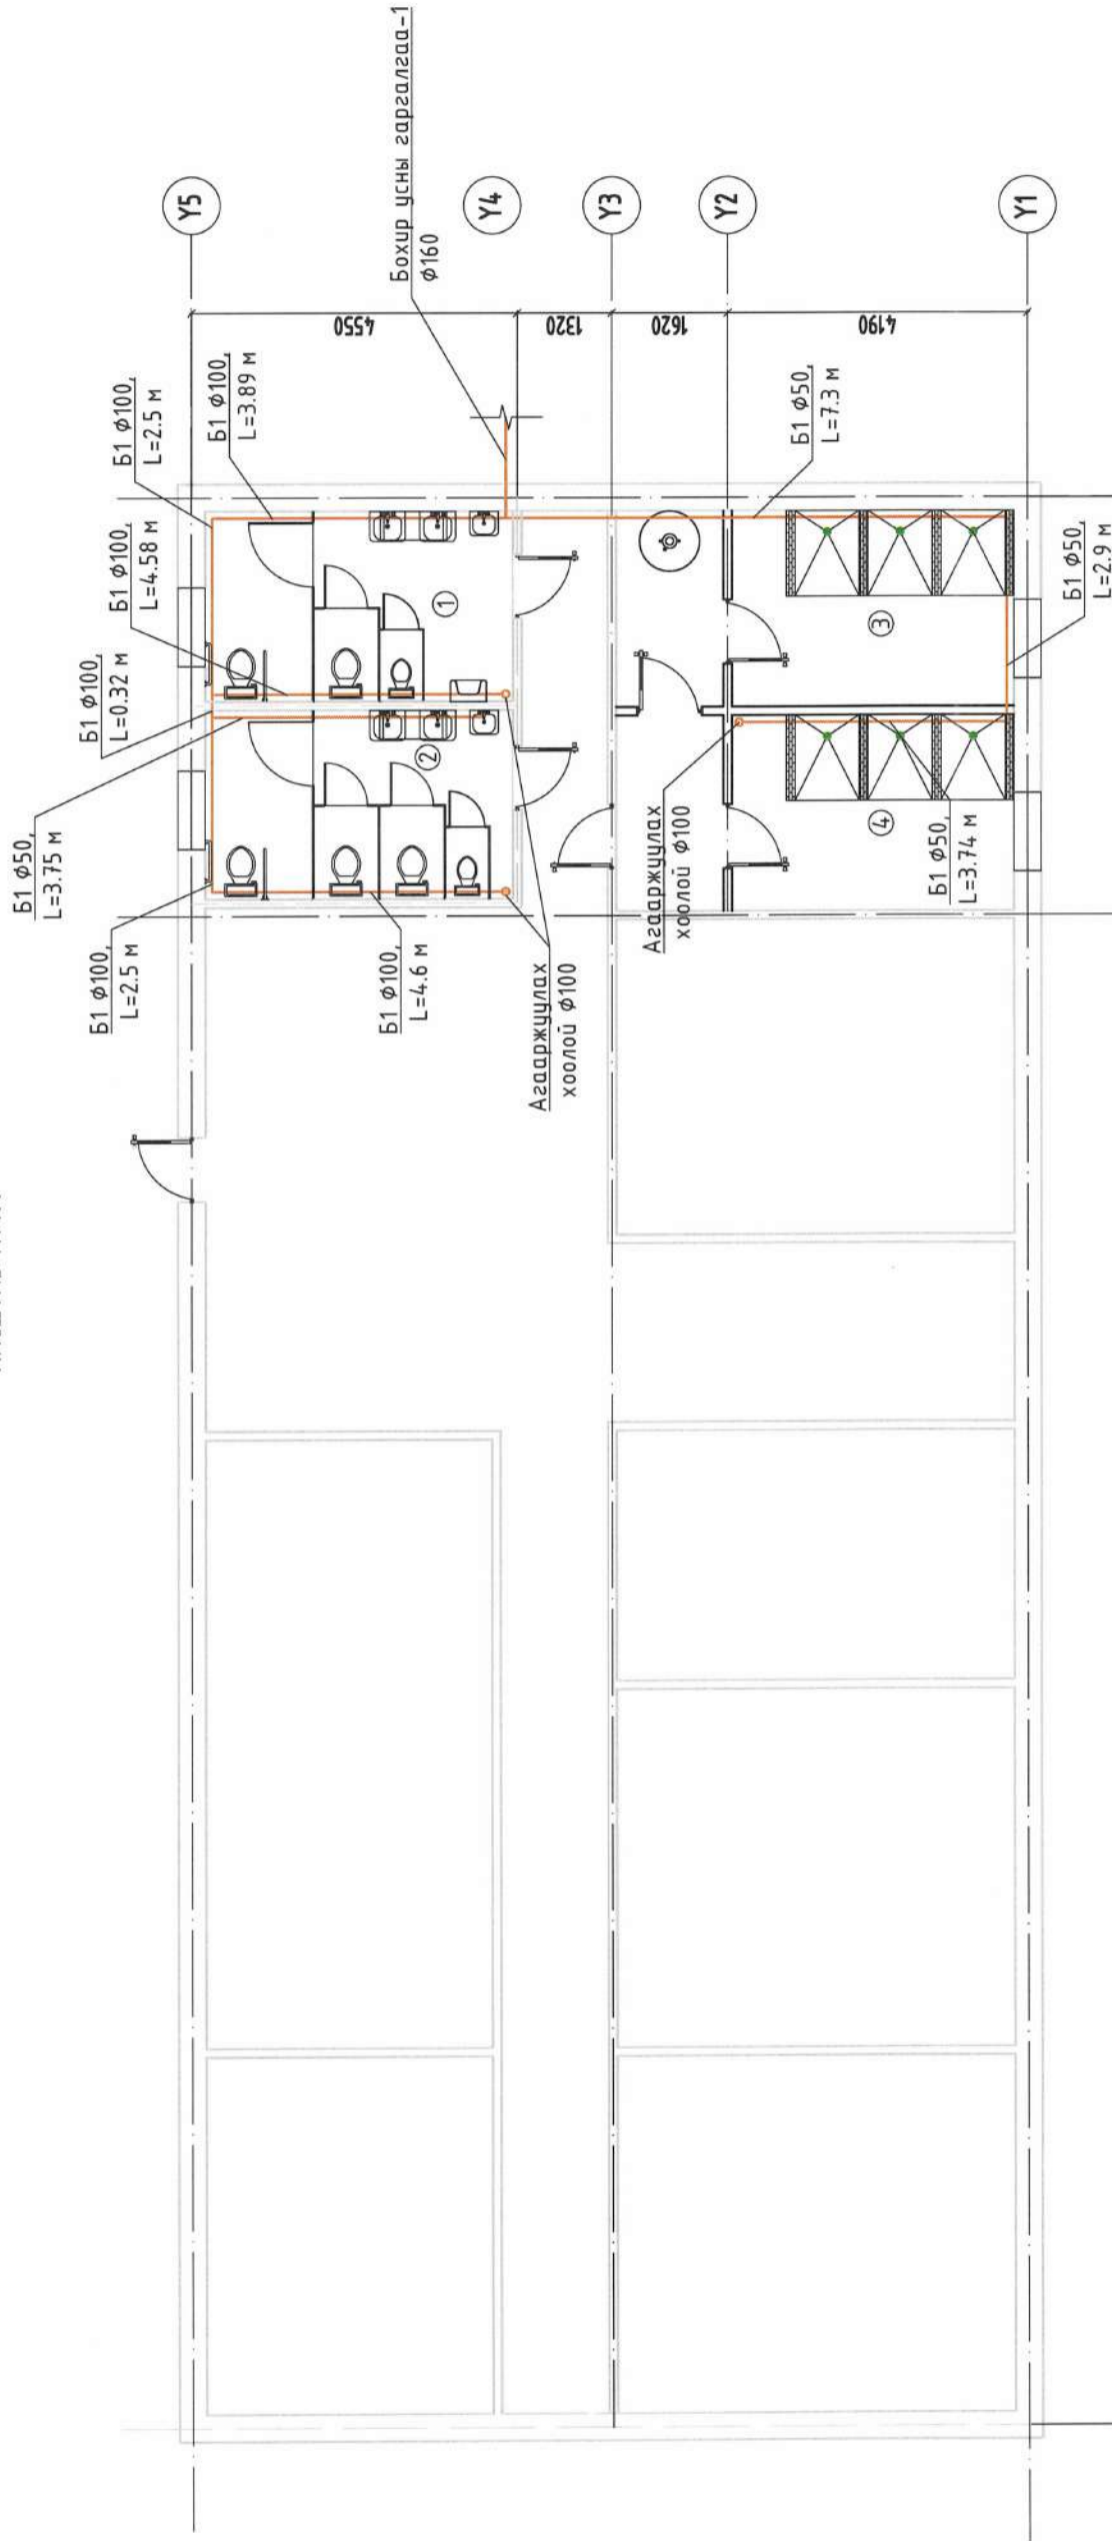 Бохир усны гаргалгаа-1
ф160
Y5
Y4
Y3
Y2
Y1
4550
1320
1620
4190
Б1 ф100,
L=2.5 м
Б1 ф100,
L=3.89 м
Б1 ф100,
L=4.58 м
Б1 ф100,
L=0.32 м
Б1 ф50,
L=3.75 м
Б1 ф100,
L=2.5 м
Б1 ф100,
L=4.6 м
Агааржуулах
хоолой ф100
Б1 ф50,
L=7.3 м
Б1 ф50,
L=2.9 м
Агааржуулах
хоолой ф100
Б1 ф50,
L=3.74 м
1
2
3
4